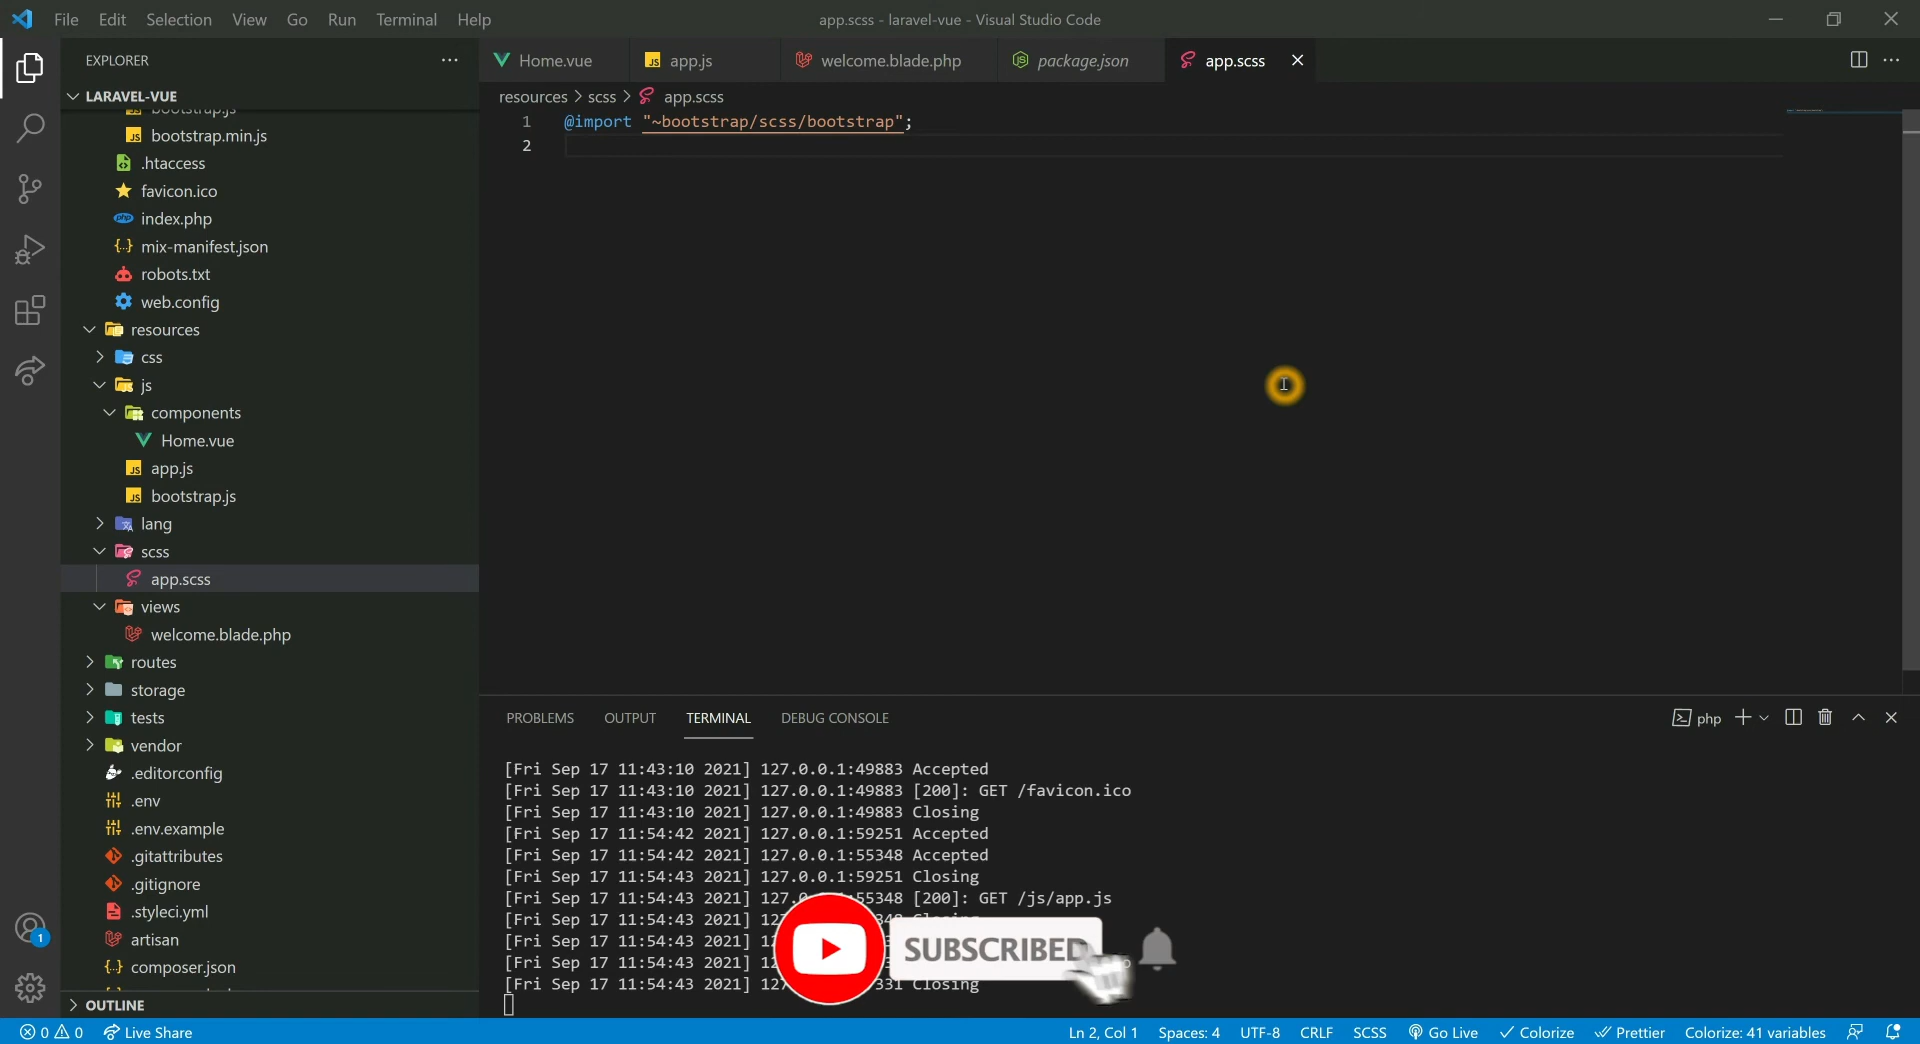 File Edit Selection View Go Run Terminal Help
app.scss - laravel-vue - Visual Studio Code
EXPLORER
LARAVEL-VUE
bootstrap.js
bootstrap.min.js
.htaccess
favicon.ico
index.php
mix-manifest.json
robots.txt
web.config
resources
css
js
components
Home.vue
app.js
bootstrap.js
lang
scss
app.scss
views
welcome.blade.php
routes
storage
tests
vendor
.editorconfig
.env
.env.example
.gitattributes
.gitignore
.styleci.yml
artisan
composer.json
OUTLINE
Home.vue app.js welcome.blade.php package.json app.scss
resources > scss > app.scss
1 @import "~bootstrap/scss/bootstrap";
2
PROBLEMS OUTPUT TERMINAL DEBUG CONSOLE
php
[Fri Sep 17 11:43:10 2021] 127.0.0.1:49883 Accepted
[Fri Sep 17 11:43:10 2021] 127.0.0.1:49883 [200]: GET /favicon.ico
[Fri Sep 17 11:43:10 2021] 127.0.0.1:49883 Closing
[Fri Sep 17 11:54:42 2021] 127.0.0.1:59251 Accepted
[Fri Sep 17 11:54:42 2021] 127.0.0.1:55348 Accepted
[Fri Sep 17 11:54:43 2021] 127.0.0.1:59251 Closing
[Fri Sep 17 11:54:43 2021] 127.0.0.1:55348 [200]: GET /js/app.js
[Fri Sep 17 11:54:43 2021] Closing
[Fri Sep 17 11:54:43 2021]
[Fri Sep 17 11:54:43 2021]
[Fri Sep 17 11:54:43 2021] Closing
SUBSCRIBED
1
0 0 Live Share
Ln 2, Col 1 Spaces: 4 UTF-8 CRLF SCSS Go Live Colorize Prettier Colorize: 41 variables